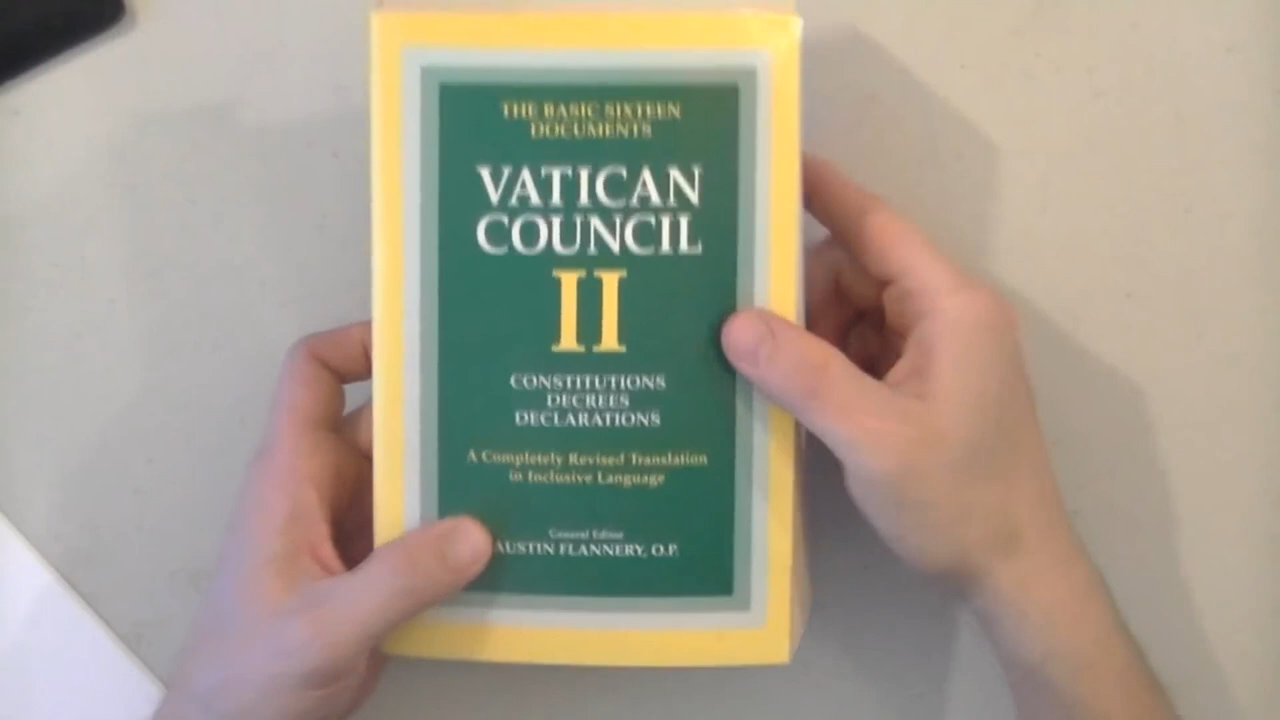 THE BASIC SIXTEEN
DOCUMENTS
VATICAN
COUNCIL
II
CONSTITUTIONS
DECREES
DECLARATIONS
A Completely Revised Translation
in Inclusive Language
General Editor
AUSTIN FLANNERY, O.P.